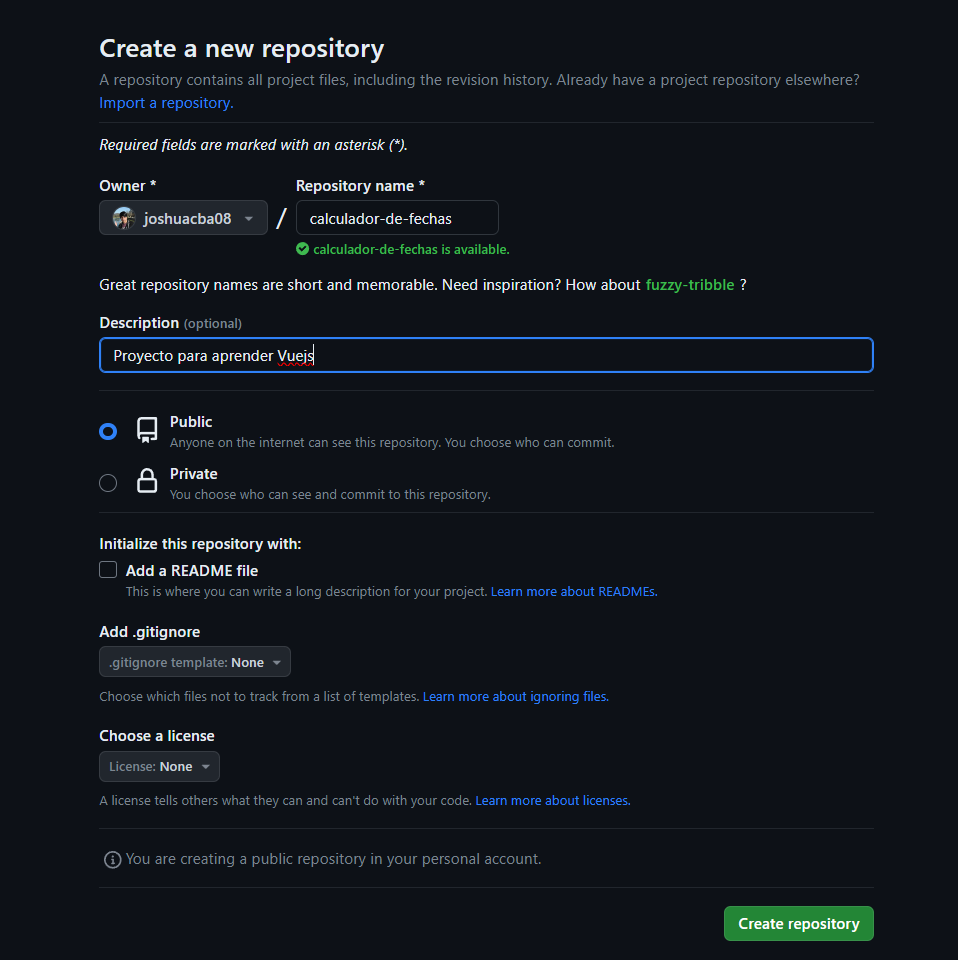 Create a new repository
A repository contains all project files, including the revision history. Already have a project repository elsewhere?
Import a repository.
Required fields are marked with an asterisk (*).
Owner * Repository name *
joshuacba08 / calculador-de-fechas
calculador-de-fechas is available.
Great repository names are short and memorable. Need inspiration? How about fuzzy-tribble ?
Description (optional)
Proyecto para aprender Vuejs
Public
Anyone on the internet can see this repository. You choose who can commit.
Private
You choose who can see and commit to this repository.
Initialize this repository with:
Add a README file
This is where you can write a long description for your project. Learn more about READMEs.
Add .gitignore
.gitignore template: None
Choose which files not to track from a list of templates. Learn more about ignoring files.
Choose a license
License: None
A license tells others what they can and can't do with your code. Learn more about licenses.
You are creating a public repository in your personal account.
Create repository